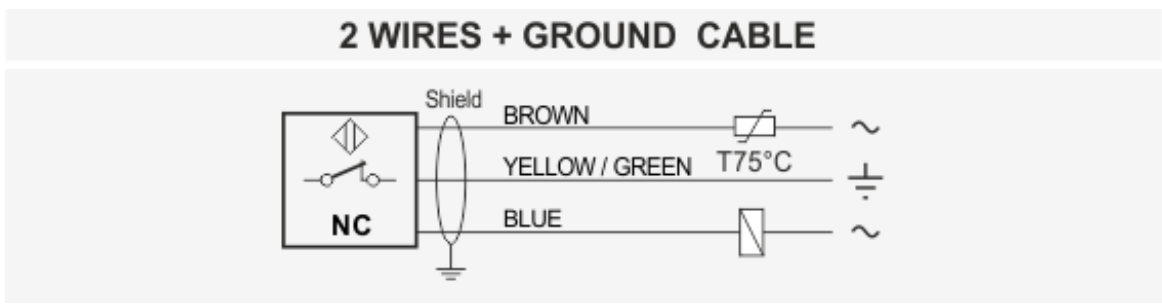 2 WIRES + GROUND CABLE
Shield
BROWN
YELLOW / GREEN
T75°C
BLUE
NC